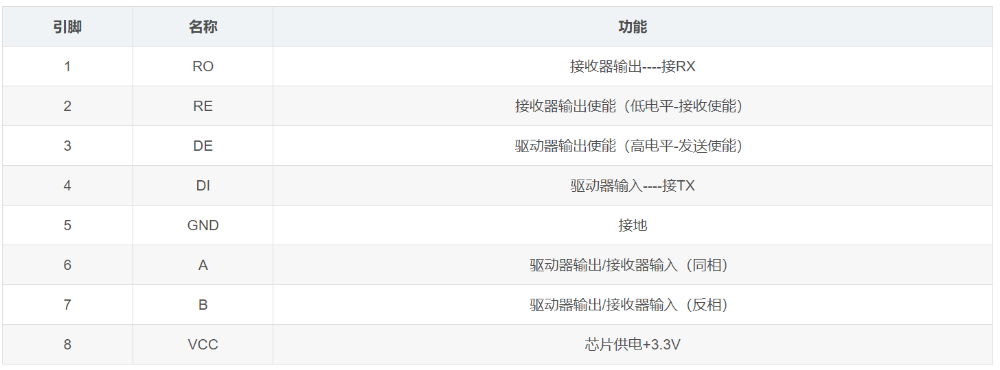 引脚 名称 功能
1 RO 接收器输出----接RX
2 RE 接收器输出使能（低电平-接收使能）
3 DE 驱动器输出使能（高电平-发送使能）
4 DI 驱动器输入----接TX
5 GND 接地
6 A 驱动器输出/接收器输入（同相）
7 B 驱动器输出/接收器输入（反相）
8 VCC 芯片供电+3.3V